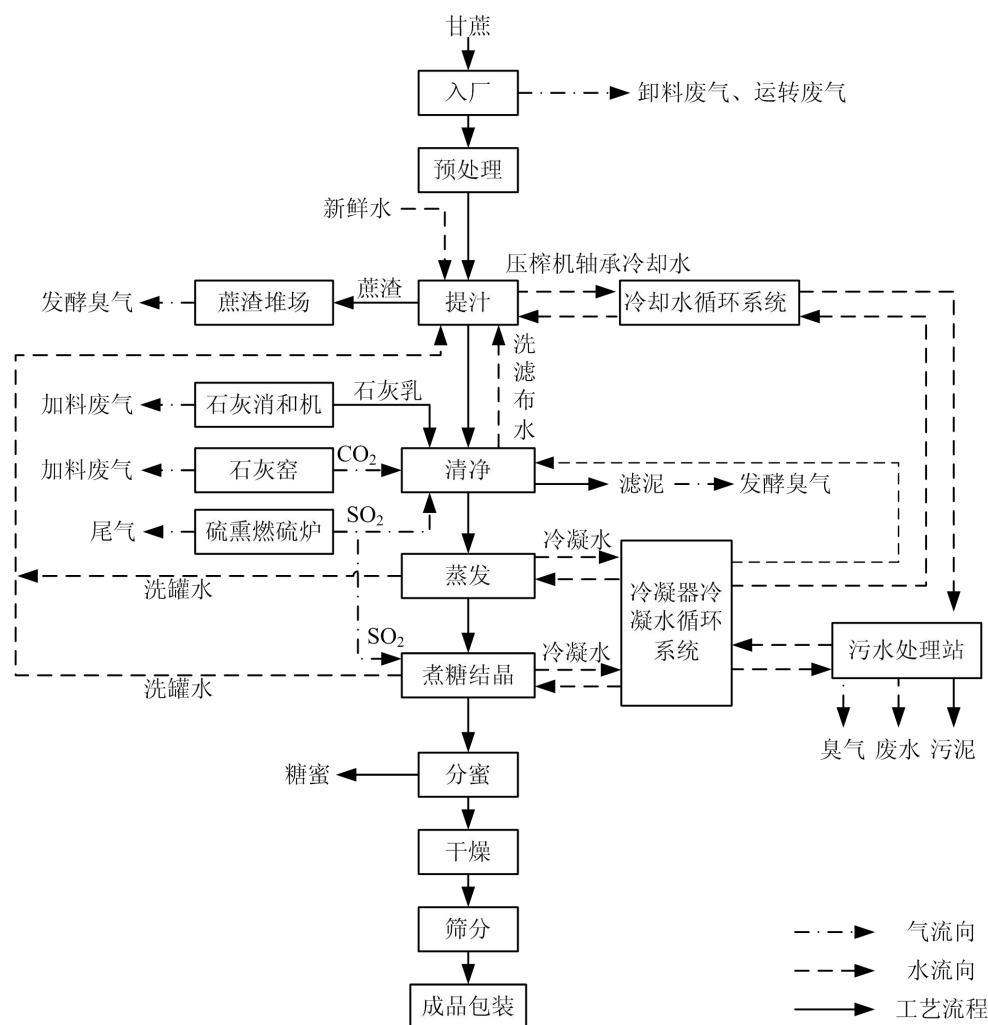 甘蔗
入厂
卸料废气、运转废气
预处理
新鲜水
压榨机轴承冷却水
发酵臭气
蔗渣堆场
蔗渣
提汁
冷却水循环系统
洗滤布水
加料废气
石灰消和机
石灰乳
加料废气
石灰窑
CO₂
清净
滤泥
发酵臭气
尾气
硫熏燃硫炉
SO₂
冷凝水
洗罐水
蒸发
冷凝器冷
凝水循环
系统
SO₂
冷凝水
污水处理站
洗罐水
煮糖结晶
臭气
废水
污泥
糖蜜
分蜜
干燥
筛分
气流向
水流向
成品包装
工艺流程